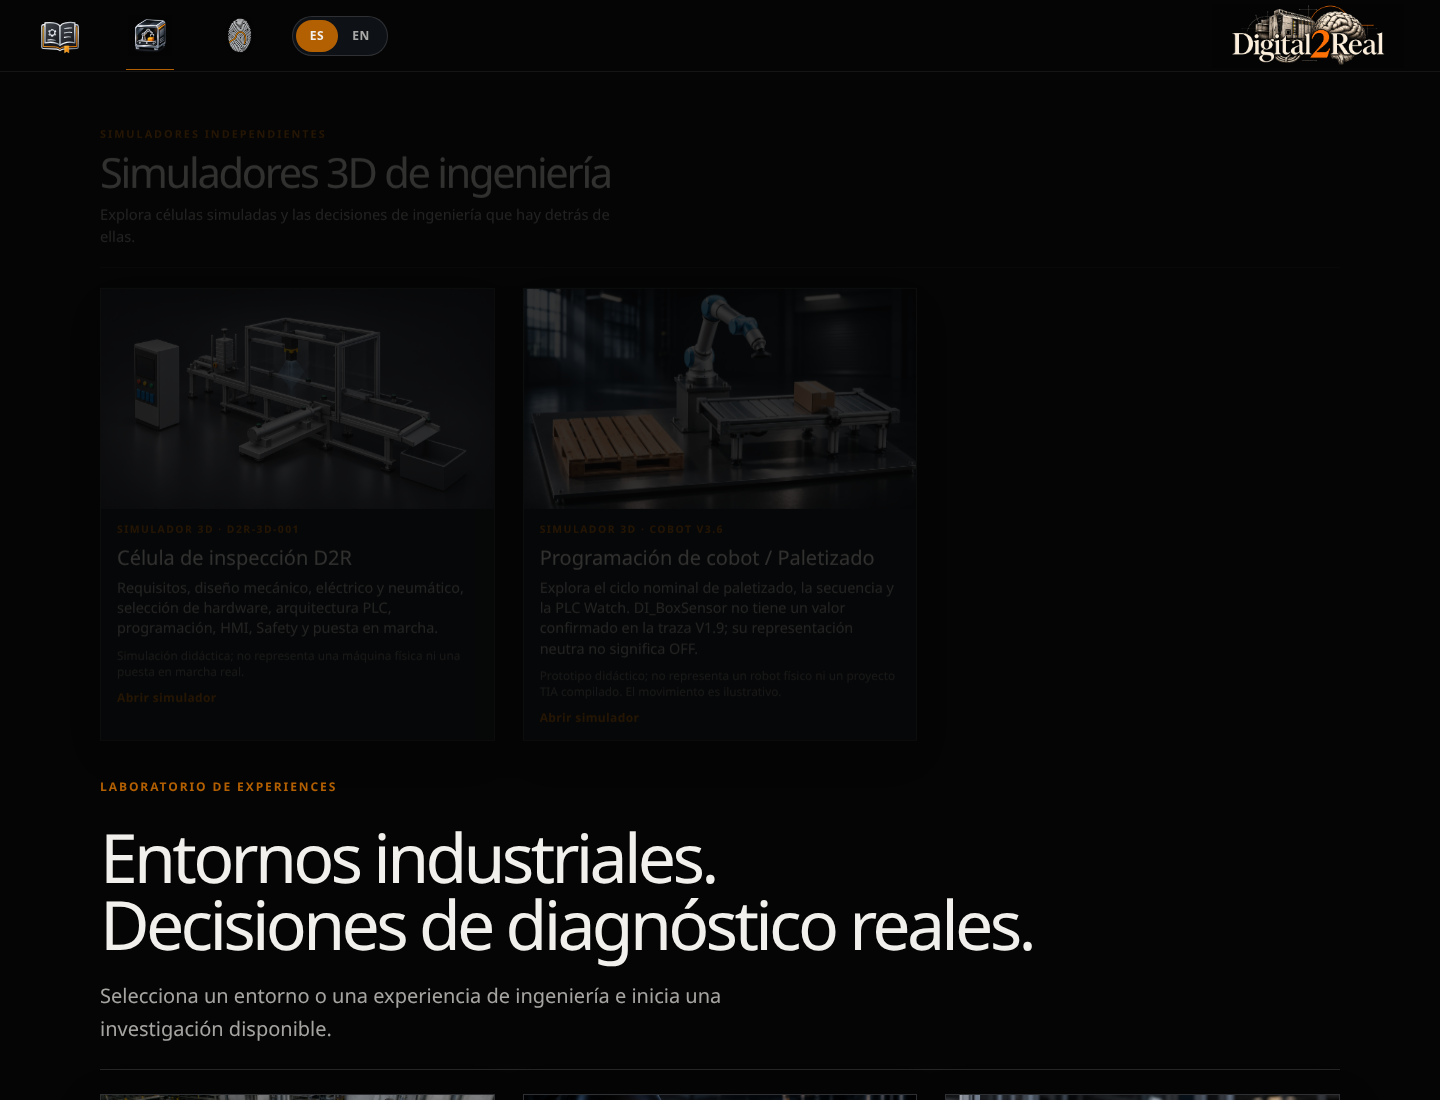 ES EN
Digital2Real
SIMULADORES INDEPENDIENTES
Simuladores 3D de ingeniería
Explora células simuladas y las decisiones de ingeniería que hay detrás de
ellas.
SIMULADOR 3D · D2R-3D-001
Célula de inspección D2R
Requisitos, diseño mecánico, eléctrico y neumático,
selección de hardware, arquitectura PLC,
programación, HMI, Safety y puesta en marcha.
Simulación didáctica; no representa una máquina física ni una
puesta en marcha real.
Abrir simulador
SIMULADOR 3D · COBOT V3.6
Programación de cobot / Paletizado
Explora el ciclo nominal de paletizado, la secuencia y
la PLC Watch. DI_BoxSensor no tiene un valor
confirmado en la traza V1.9; su representación
neutra no significa OFF.
Prototipo didáctico; no representa un robot físico ni un proyecto
TIA compilado. El movimiento es ilustrativo.
Abrir simulador
LABORATORIO DE EXPERIENCES
Entornos industriales.
Decisiones de diagnóstico reales.
Selecciona un entorno o una experiencia de ingeniería e inicia una
investigación disponible.